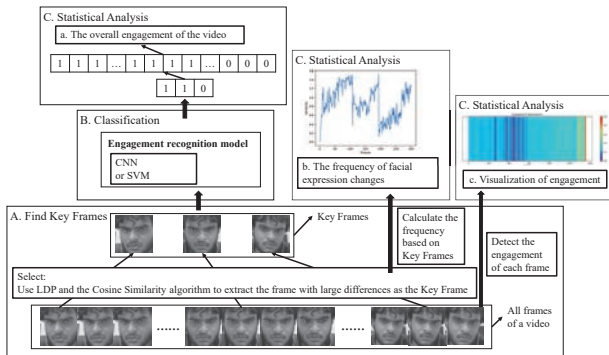 C. Statistical Analysis
a. The overall engagement of the video
1 1 1 ... 1 1 1 1 ... 0 0 0
1 1 0
B. Classification
Engagement recognition model
CNN
or SVM
C. Statistical Analysis
b. The frequency of facial
expression changes
C. Statistical Analysis
c. Visualization of engagement
A. Find Key Frames
Key Frames
Calculate the
frequency
based on
Key Frames
Detect the
engagement
of each frame
Select:
Use LDP and the Cosine Similarity algorithm to extract the frame with large differences as the Key Frame
......
......
All frames
of a video